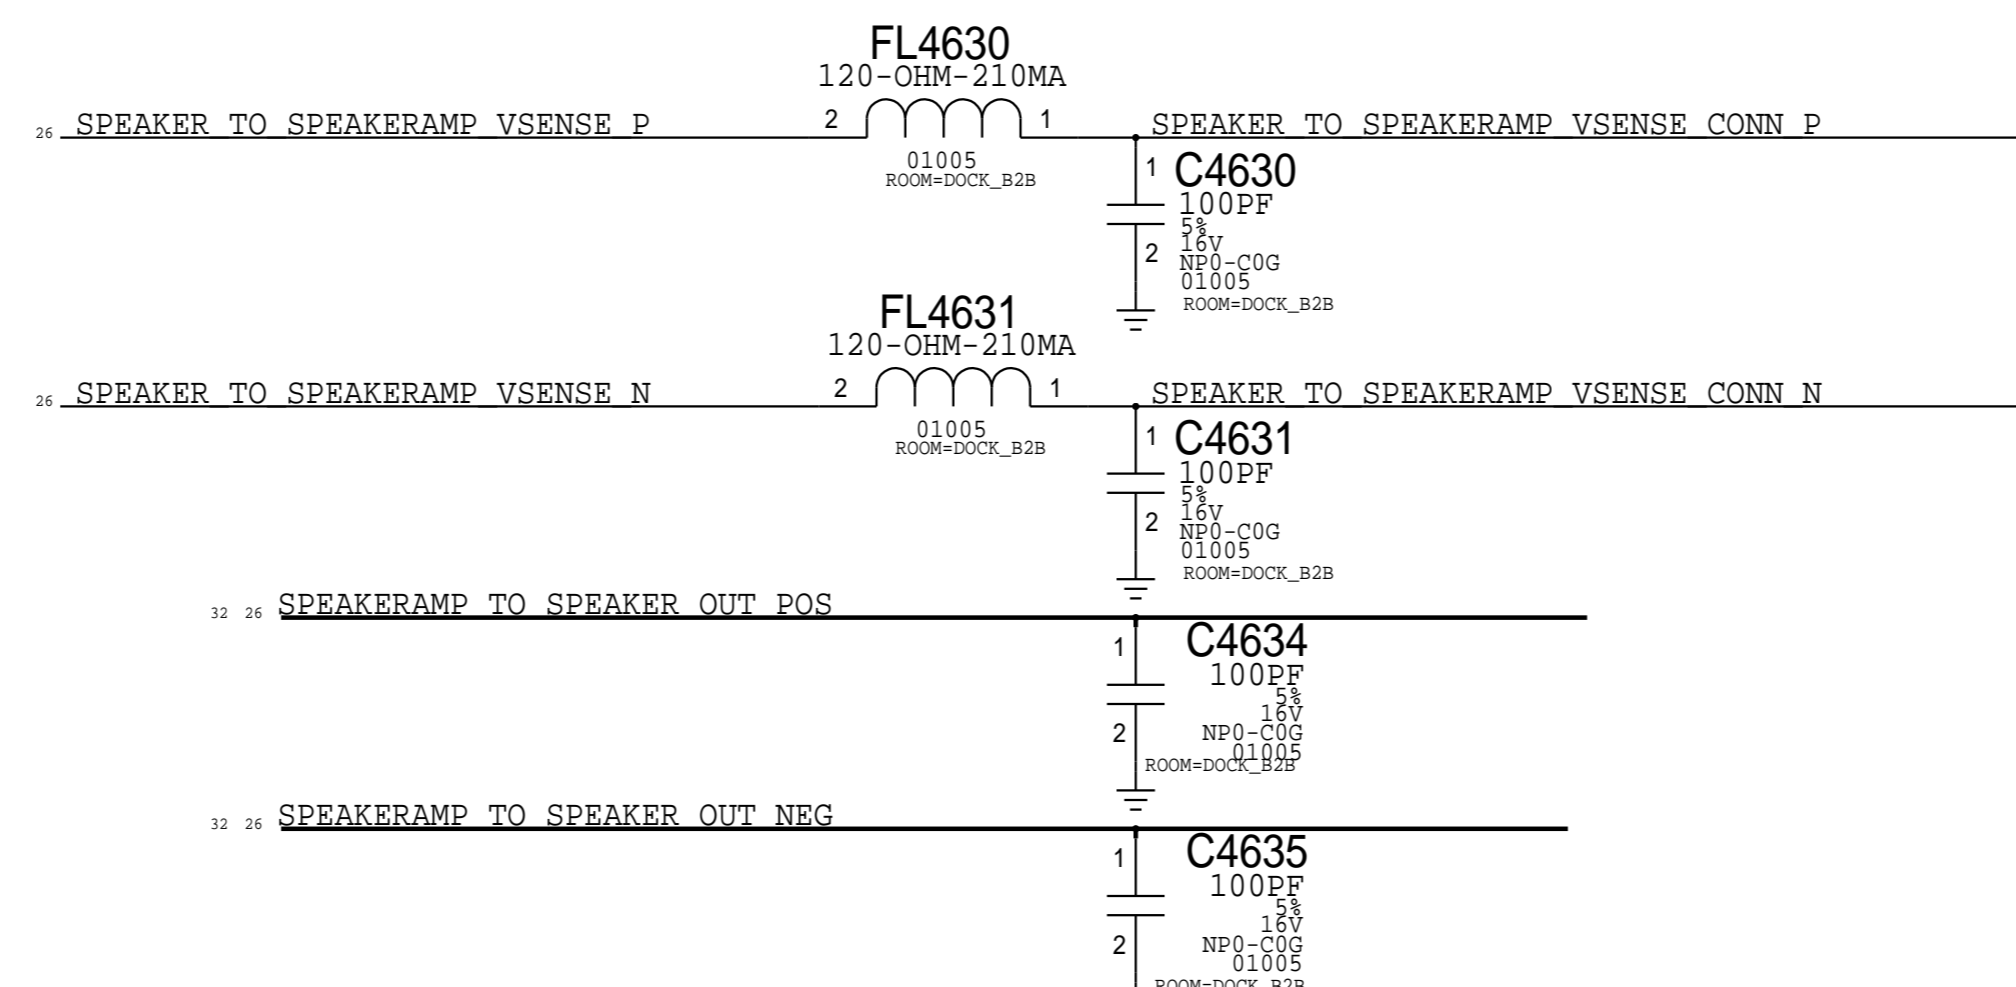 FL4630
120-OHM-210MA
26 SPEAKER_TO_SPEAKERAMP_VSENSE_P 2 1 SPEAKER_TO_SPEAKERAMP_VSENSE_CONN_P
01005
ROOM=DOCK_B2B
1 C4630
100PF
5%
16V
2 NP0-C0G
01005
ROOM=DOCK_B2B
FL4631
120-OHM-210MA
26 SPEAKER_TO_SPEAKERAMP_VSENSE_N 2 1 SPEAKER_TO_SPEAKERAMP_VSENSE_CONN_N
01005
ROOM=DOCK_B2B
1 C4631
100PF
5%
16V
2 NP0-C0G
01005
ROOM=DOCK_B2B
32 26 SPEAKERAMP_TO_SPEAKER_OUT_POS
1 C4634
100PF
5%
16V
2 NP0-C0G
01005
ROOM=DOCK_B2B
32 26 SPEAKERAMP_TO_SPEAKER_OUT_NEG
1 C4635
100PF
5%
16V
2 NP0-C0G
01005
ROOM=DOCK_B2B